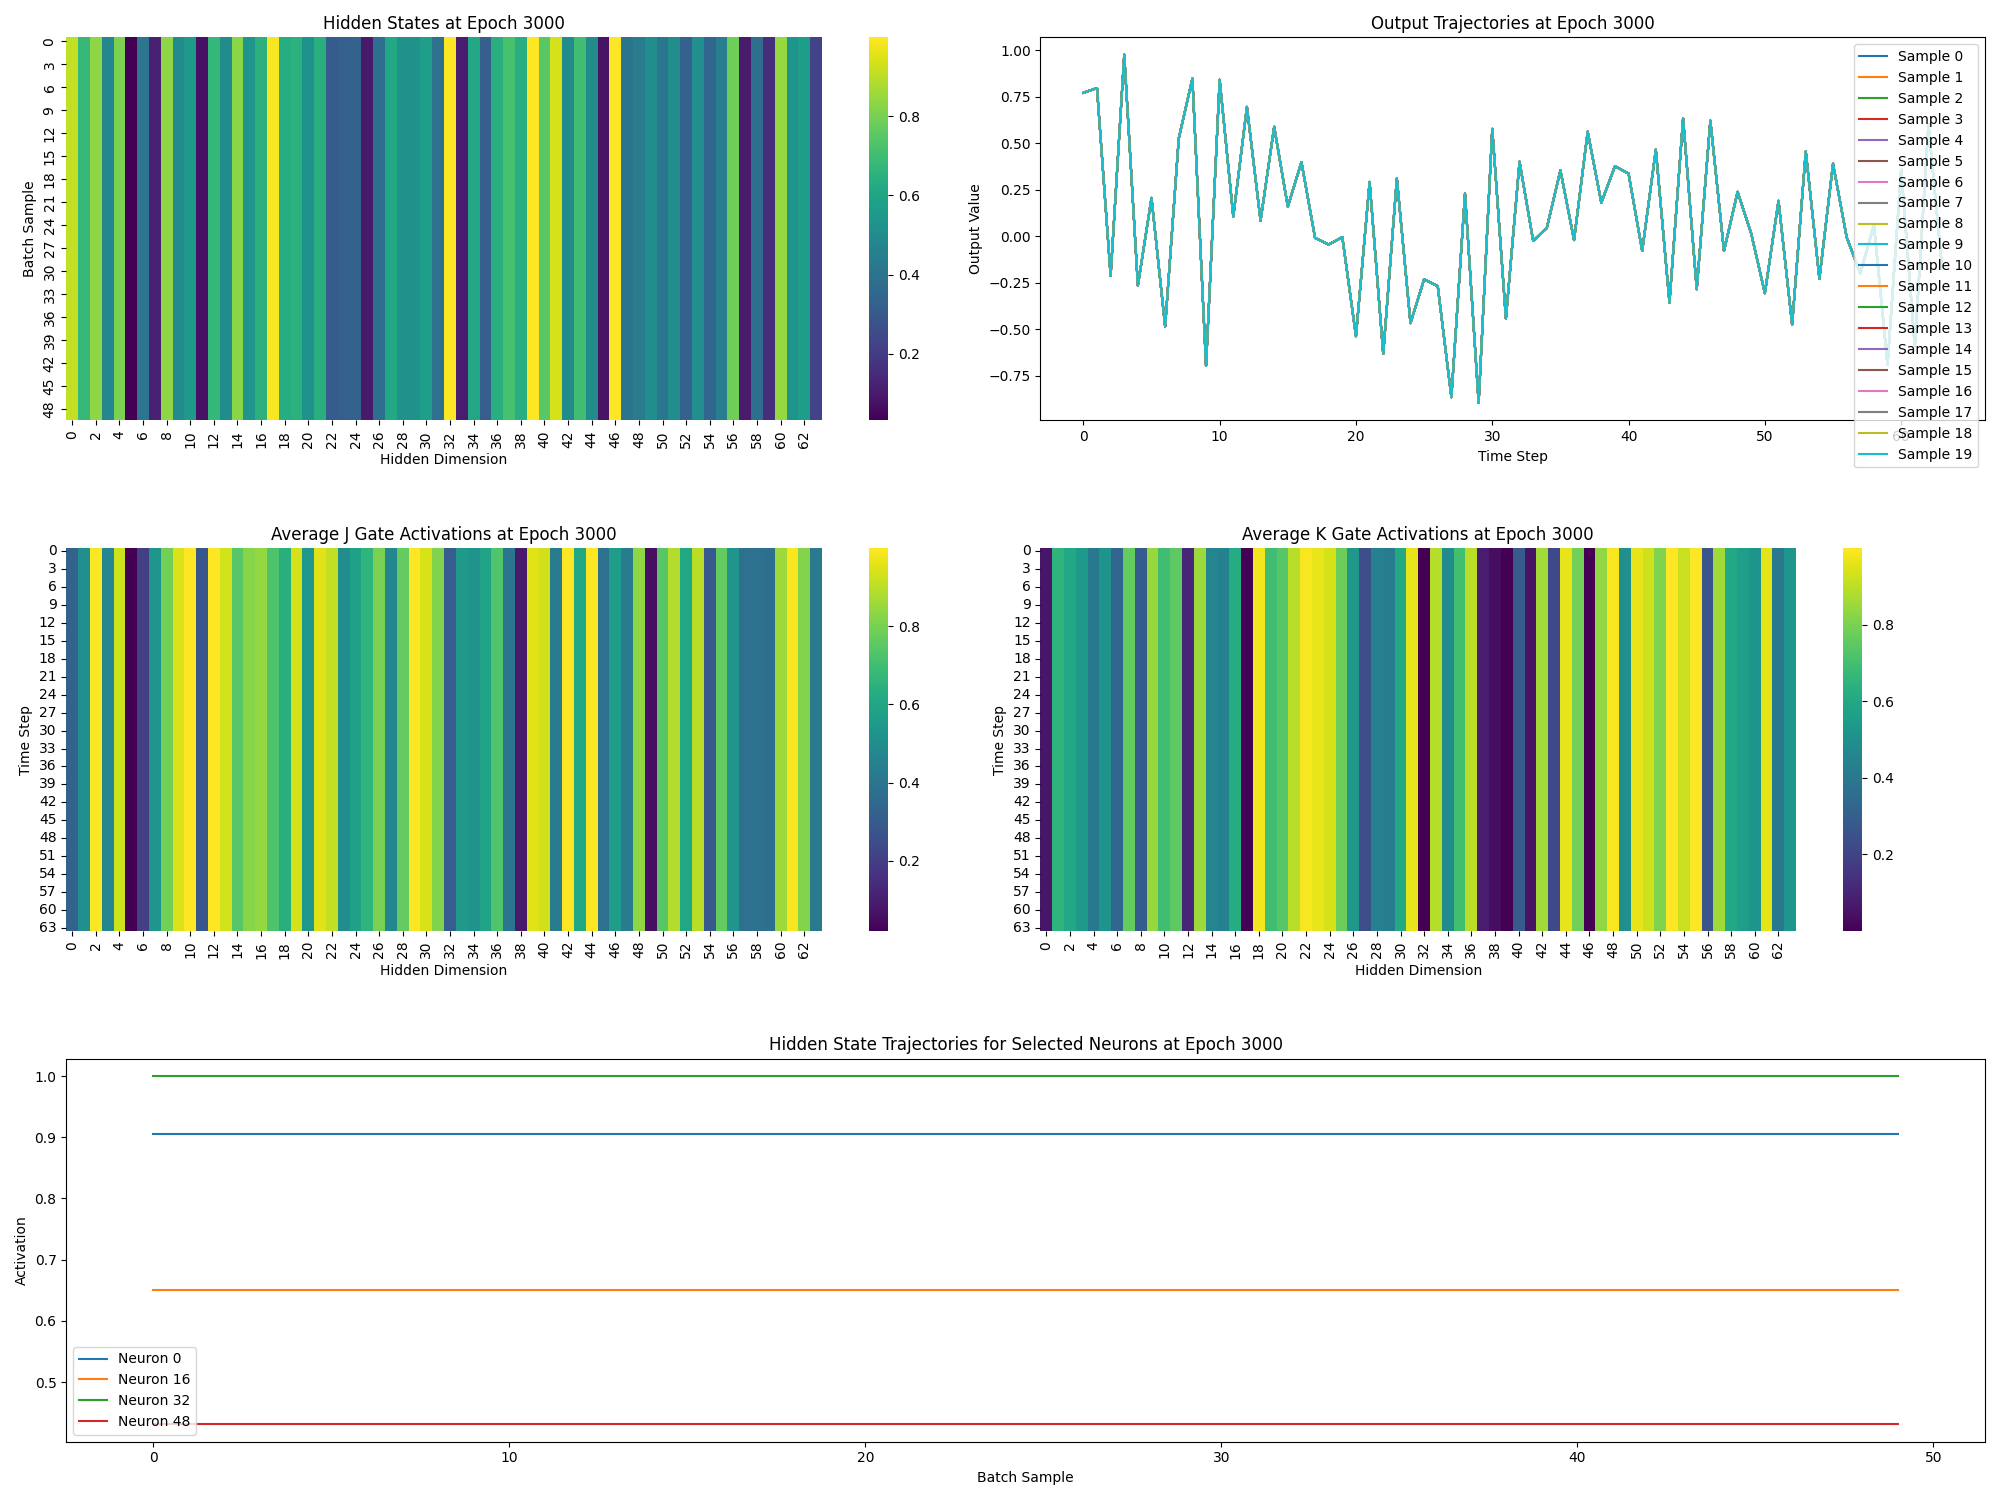 Hidden States at Epoch 3000
0
3
6
9
12
15
18
21
24
27
30
33
36
39
42
45
48
Batch Sample
0 2 4 6 8 10 12 14 16 18 20 22 24 26 28 30 32 34 36 38 40 42 44 46 48 50 52 54 56 58 60 62
Hidden Dimension
0.8
0.6
0.4
0.2
Output Trajectories at Epoch 3000
1.00
0.75
0.50
0.25
0.00
−0.25
−0.50
−0.75
Output Value
0 10 20 30 40 50 60
Time Step
Sample 0
Sample 1
Sample 2
Sample 3
Sample 4
Sample 5
Sample 6
Sample 7
Sample 8
Sample 9
Sample 10
Sample 11
Sample 12
Sample 13
Sample 14
Sample 15
Sample 16
Sample 17
Sample 18
Sample 19
Average J Gate Activations at Epoch 3000
0
3
6
9
12
15
18
21
24
27
30
33
36
39
42
45
48
51
54
57
60
63
Time Step
0 2 4 6 8 10 12 14 16 18 20 22 24 26 28 30 32 34 36 38 40 42 44 46 48 50 52 54 56 58 60 62
Hidden Dimension
0.8
0.6
0.4
0.2
Average K Gate Activations at Epoch 3000
0
3
6
9
12
15
18
21
24
27
30
33
36
39
42
45
48
51
54
57
60
63
Time Step
0 2 4 6 8 10 12 14 16 18 20 22 24 26 28 30 32 34 36 38 40 42 44 46 48 50 52 54 56 58 60 62
Hidden Dimension
0.8
0.6
0.4
0.2
Hidden State Trajectories for Selected Neurons at Epoch 3000
1.0
0.9
0.8
0.7
0.6
0.5
Activation
Neuron 0
Neuron 16
Neuron 32
Neuron 48
0 10 20 30 40 50
Batch Sample